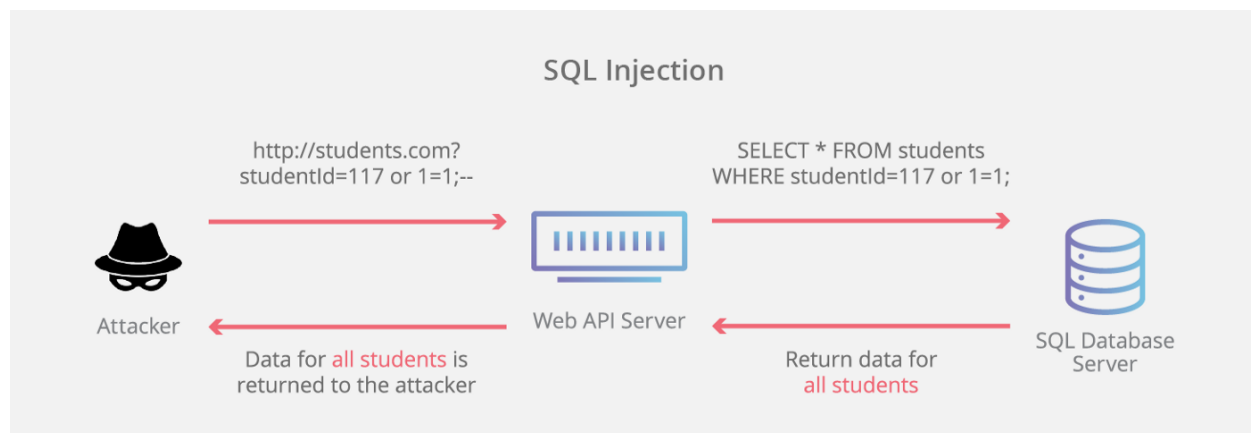 SQL Injection
http://students.com?
studentId=117 or 1=1;--
SELECT * FROM students
WHERE studentId=117 or 1=1;
Attacker
Web API Server
SQL Database
Server
Data for all students is
returned to the attacker
Return data for
all students